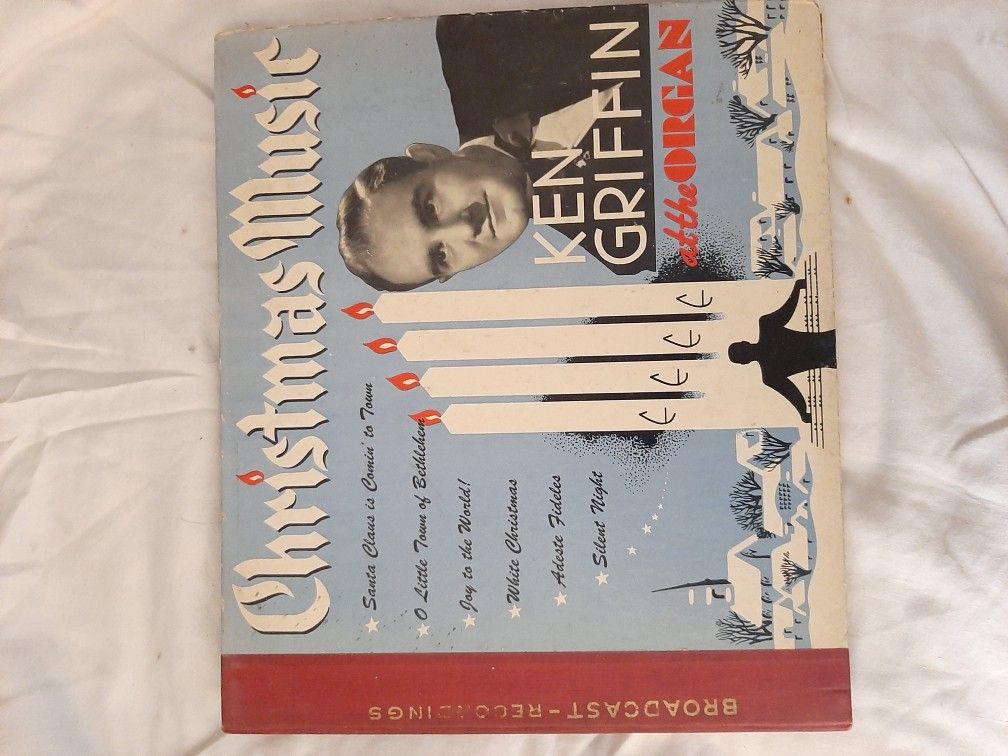 Christmas Music
KEN
GRIFFIN
at the ORGAN
Santa Claus is Comin' to Town
O Little Town of Bethlehem
Joy to the World!
White Christmas
Adeste Fideles
Silent Night
BROADCAST-RECORDINGS